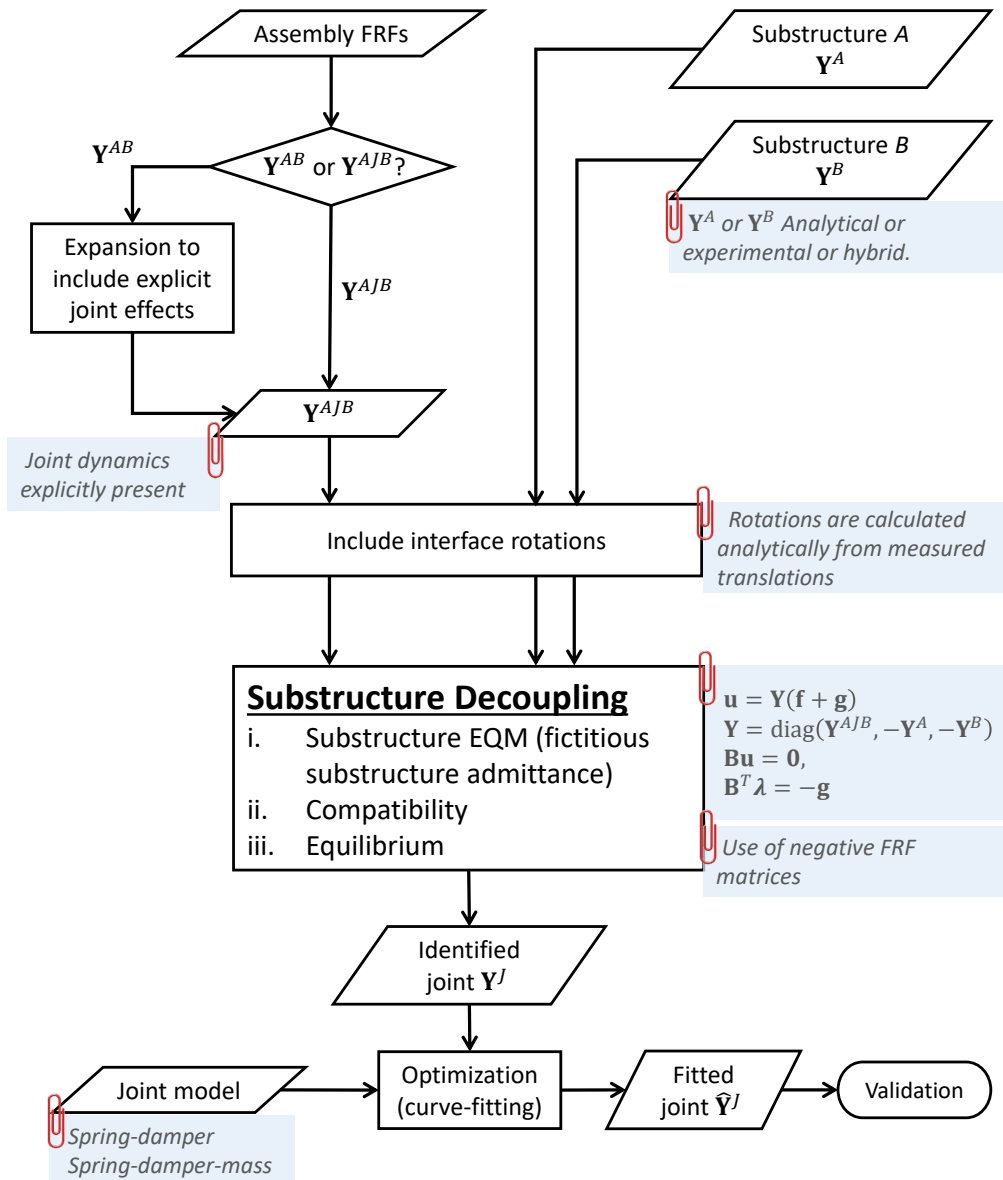 Assembly FRFs
Substructure A
Y^A
Substructure B
Y^B
Y^A or Y^B Analytical or
experimental or hybrid.
Y^{AB} or Y^{AJB}?
Y^{AB}
Expansion to
include explicit
joint effects
Y^{AJB}
Y^{AJB}
Joint dynamics
explicitly present
Include interface rotations
Rotations are calculated
analytically from measured
translations
Substructure Decoupling
i. Substructure EQM (fictitious
substructure admittance)
ii. Compatibility
iii. Equilibrium
u = Y(f + g)
Y = diag(Y^{AJB}, −Y^A, −Y^B)
Bu = 0,
B^T λ = −g
Use of negative FRF
matrices
Identified
joint Y^J
Joint model
Spring-damper
Spring-damper-mass
Optimization
(curve-fitting)
Fitted
joint Ŷ^J
Validation